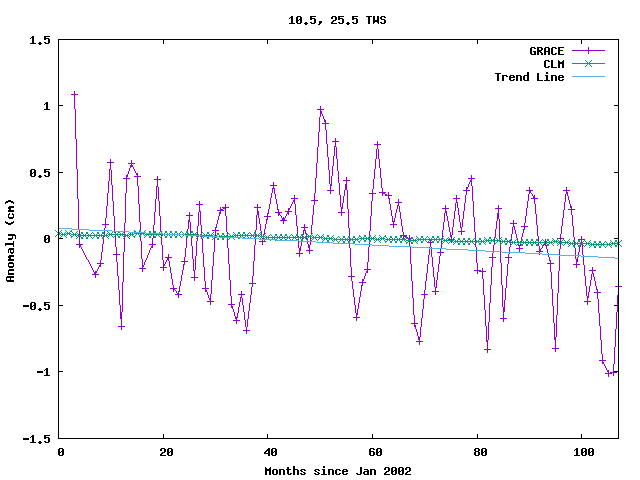 10.5, 25.5 TWS
GRACE
CLM
Trend Line
1.5
1
0.5
0
-0.5
-1
-1.5
Anomaly (cm)
0 20 40 60 80 100
Months since Jan 2002